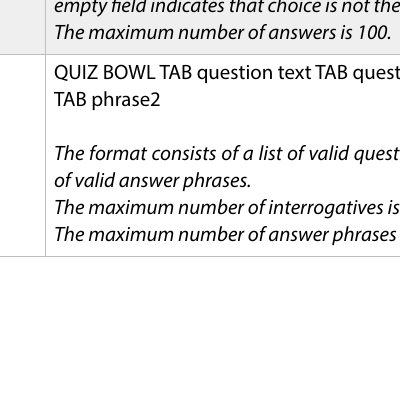 empty field indicates that choice is not the
The maximum number of answers is 100.
QUIZ BOWL TAB question text TAB quest
TAB phrase2
The format consists of a list of valid quest
of valid answer phrases.
The maximum number of interrogatives is
The maximum number of answer phrases